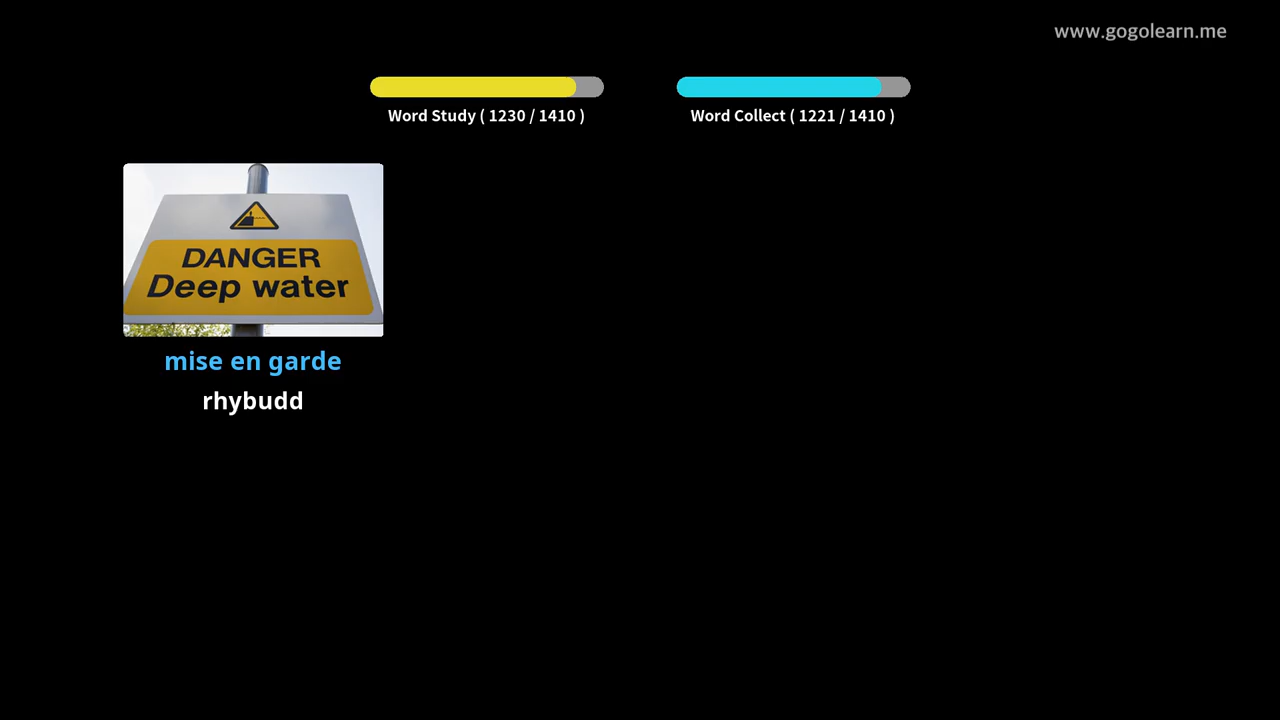 www.gogolearn.me
Word Study ( 1230 / 1410 )
Word Collect ( 1221 / 1410 )
DANGER
Deep water
mise en garde
rhybudd